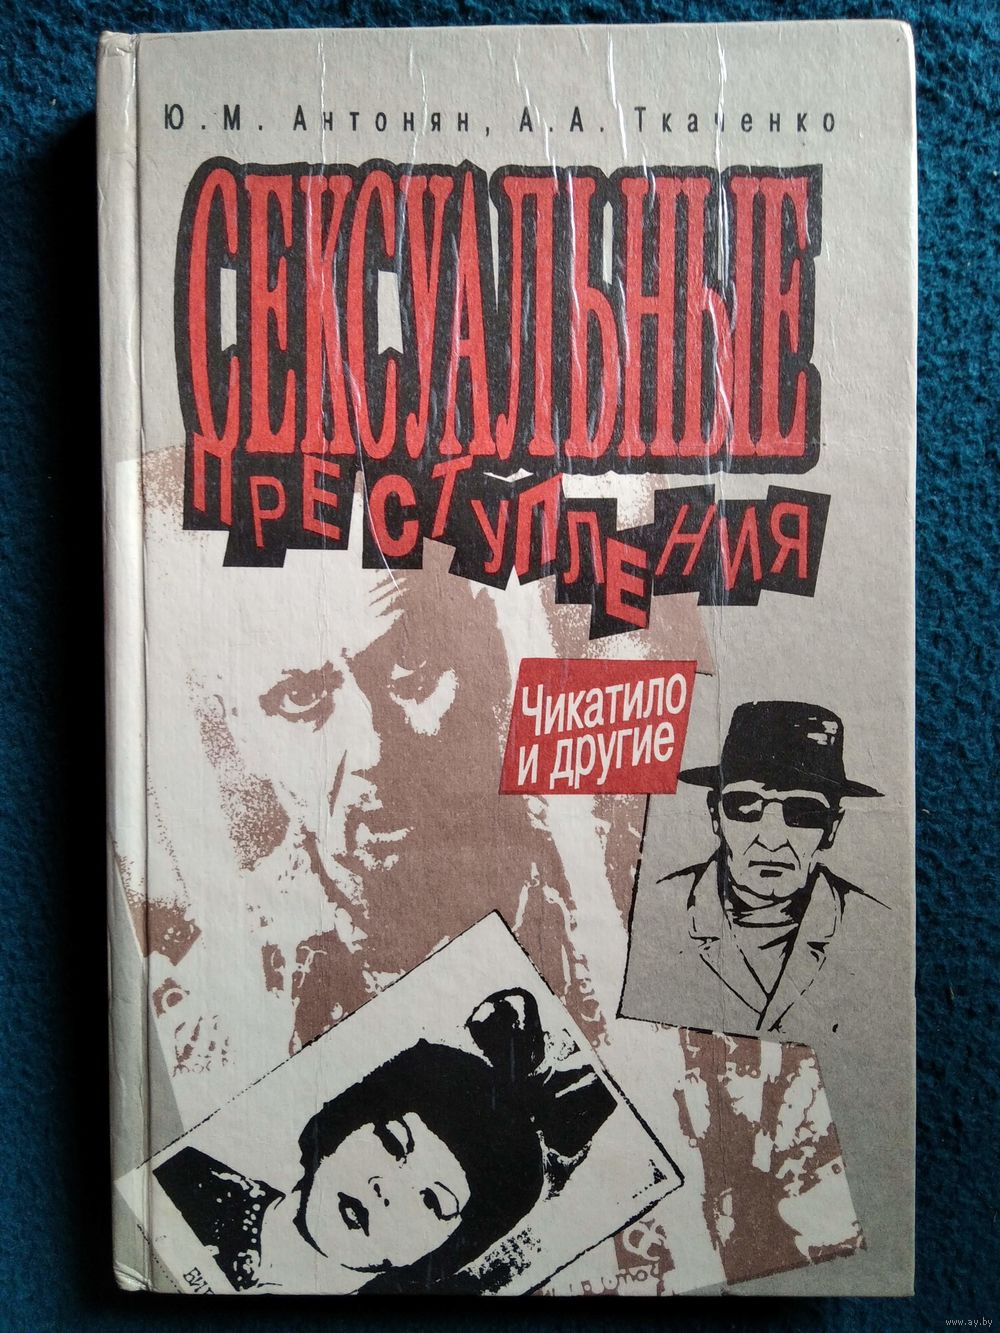 Ю. М. Антонян, А. А. Ткаченко
СЕКСУАЛЬНЫЕ
ПРЕСТУПЛЕНИЯ
Чикатило
и другие
www.ay.by